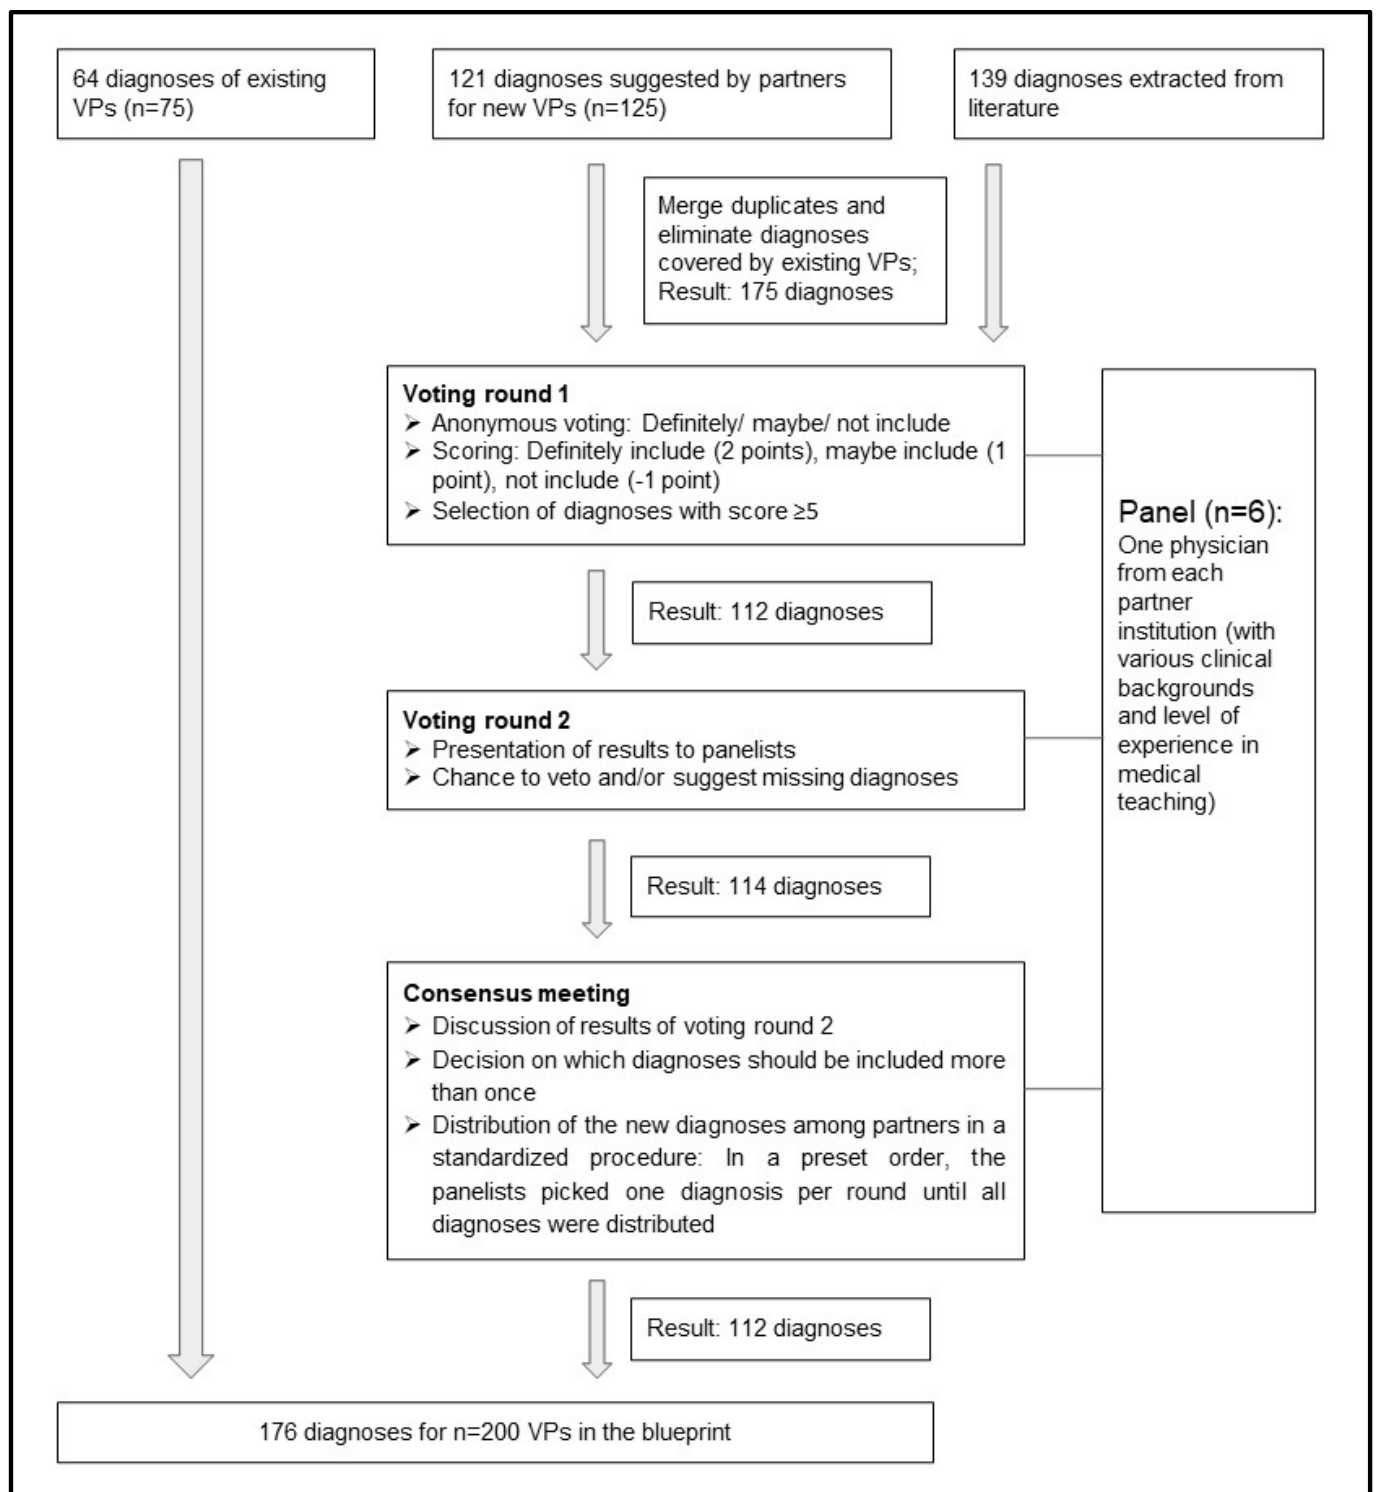 64 diagnoses of existing
VPs (n=75)
121 diagnoses suggested by partners
for new VPs (n=125)
139 diagnoses extracted from
literature
Merge duplicates and
eliminate diagnoses
covered by existing VPs;
Result: 175 diagnoses
Voting round 1
➢ Anonymous voting: Definitely/ maybe/ not include
➢ Scoring: Definitely include (2 points), maybe include (1
point), not include (-1 point)
➢ Selection of diagnoses with score ≥5
Panel (n=6):
One physician
from each
partner
institution (with
various clinical
backgrounds
and level of
experience in
medical
teaching)
Result: 112 diagnoses
Voting round 2
➢ Presentation of results to panelists
➢ Chance to veto and/or suggest missing diagnoses
Result: 114 diagnoses
Consensus meeting
➢ Discussion of results of voting round 2
➢ Decision on which diagnoses should be included more
than once
➢ Distribution of the new diagnoses among partners in a
standardized procedure: In a preset order, the
panelists picked one diagnosis per round until all
diagnoses were distributed
Result: 112 diagnoses
176 diagnoses for n=200 VPs in the blueprint